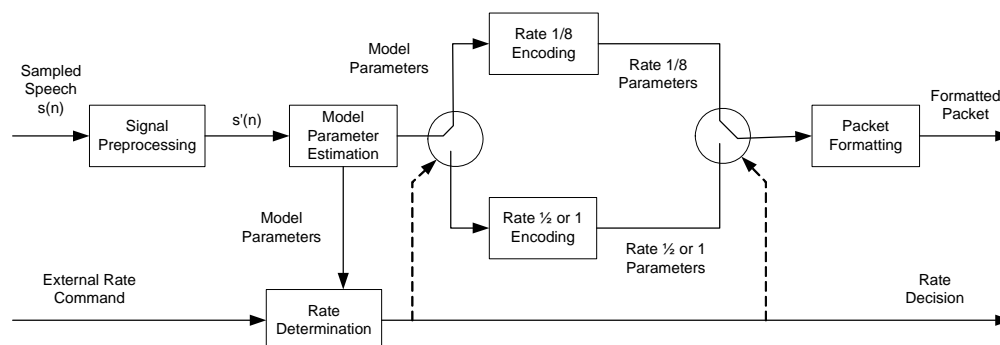 Sampled
Speech
s(n)
Signal
Preprocessing
s'(n)
Model
Parameter
Estimation
Model
Parameters
Rate 1/8
Encoding
Rate 1/8
Parameters
Formatted
Packet
Packet
Formatting
Model
Parameters
Rate ½ or 1
Encoding
Rate ½ or 1
Parameters
External Rate
Command
Rate
Determination
Rate
Decision